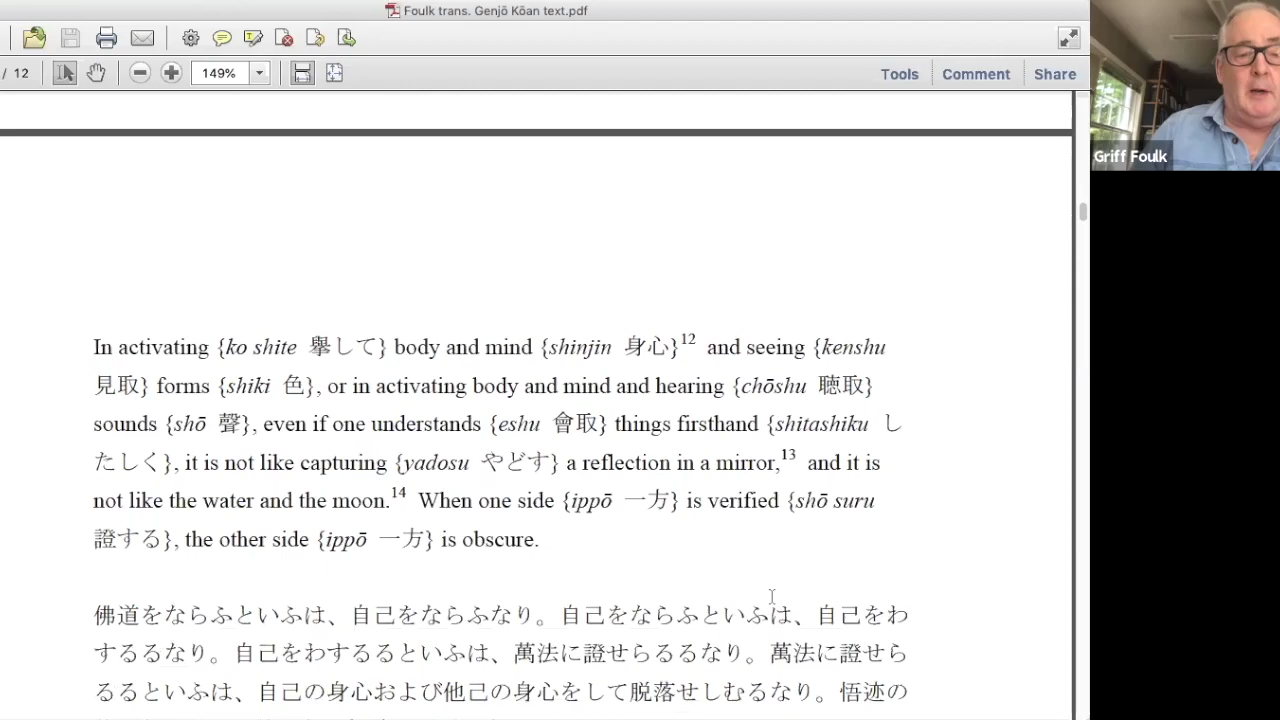 Foulk trans. Genjō Kōan text.pdf
/ 12
149%
Tools
Comment
Share
Griff Foulk
In activating {ko shite 擧して} body and mind {shinjin 身心}12 and seeing {kenshu
見取} forms {shiki 色}, or in activating body and mind and hearing {chōshu 聴取}
sounds {shō 聲}, even if one understands {eshu 會取} things firsthand {shitashiku し
たしく}, it is not like capturing {yadosu やどす} a reflection in a mirror,13 and it is
not like the water and the moon.14 When one side {ippō 一方} is verified {shō suru
證する}, the other side {ippō 一方} is obscure.
佛道をならふといふは、自己をならふなり。自己をならふといふは、自己をわ
するるなり。自己をわするるといふは、萬法に證せらるるなり。萬法に證せら
るるといふは、自己の身心および他己の身心をして脱落せしむるなり。悟迹の